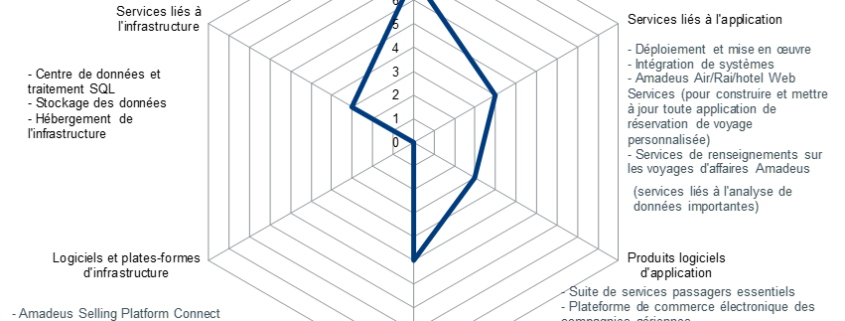 Services liés à
l'infrastructure
- Centre de données et
traitement SQL
- Stockage des données
- Hébergement de
l'infrastructure
Logiciels et plates-formes
d'infrastructure
- Amadeus Selling Platform Connect
5
4
3
2
1
0
Services liés à l'application
- Déploiement et mise en œuvre
- Intégration de systèmes
- Amadeus Air/Rai/hotel Web
Services (pour construire et mettre
à jour toute application de
réservation de voyage
personnalisée)
- Services de renseignements sur
les voyages d'affaires Amadeus
(services liés à l'analyse de
données importantes)
Produits logiciels
d'application
- Suite de services passagers essentiels
- Plateforme de commerce électronique des